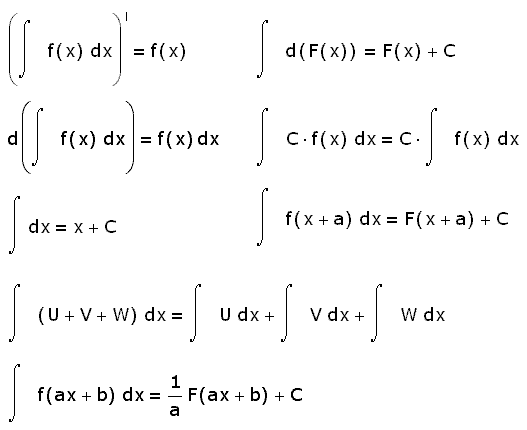 (∫ f(x) dx)' = f(x)    ∫ d(F(x)) = F(x) + C
d(∫ f(x) dx) = f(x) dx    ∫ C·f(x) dx = C·∫ f(x) dx
∫ dx = x + C    ∫ f(x + a) dx = F(x + a) + C
∫ (U + V + W) dx = ∫ U dx + ∫ V dx + ∫ W dx
∫ f(ax + b) dx = 1/a F(ax + b) + C